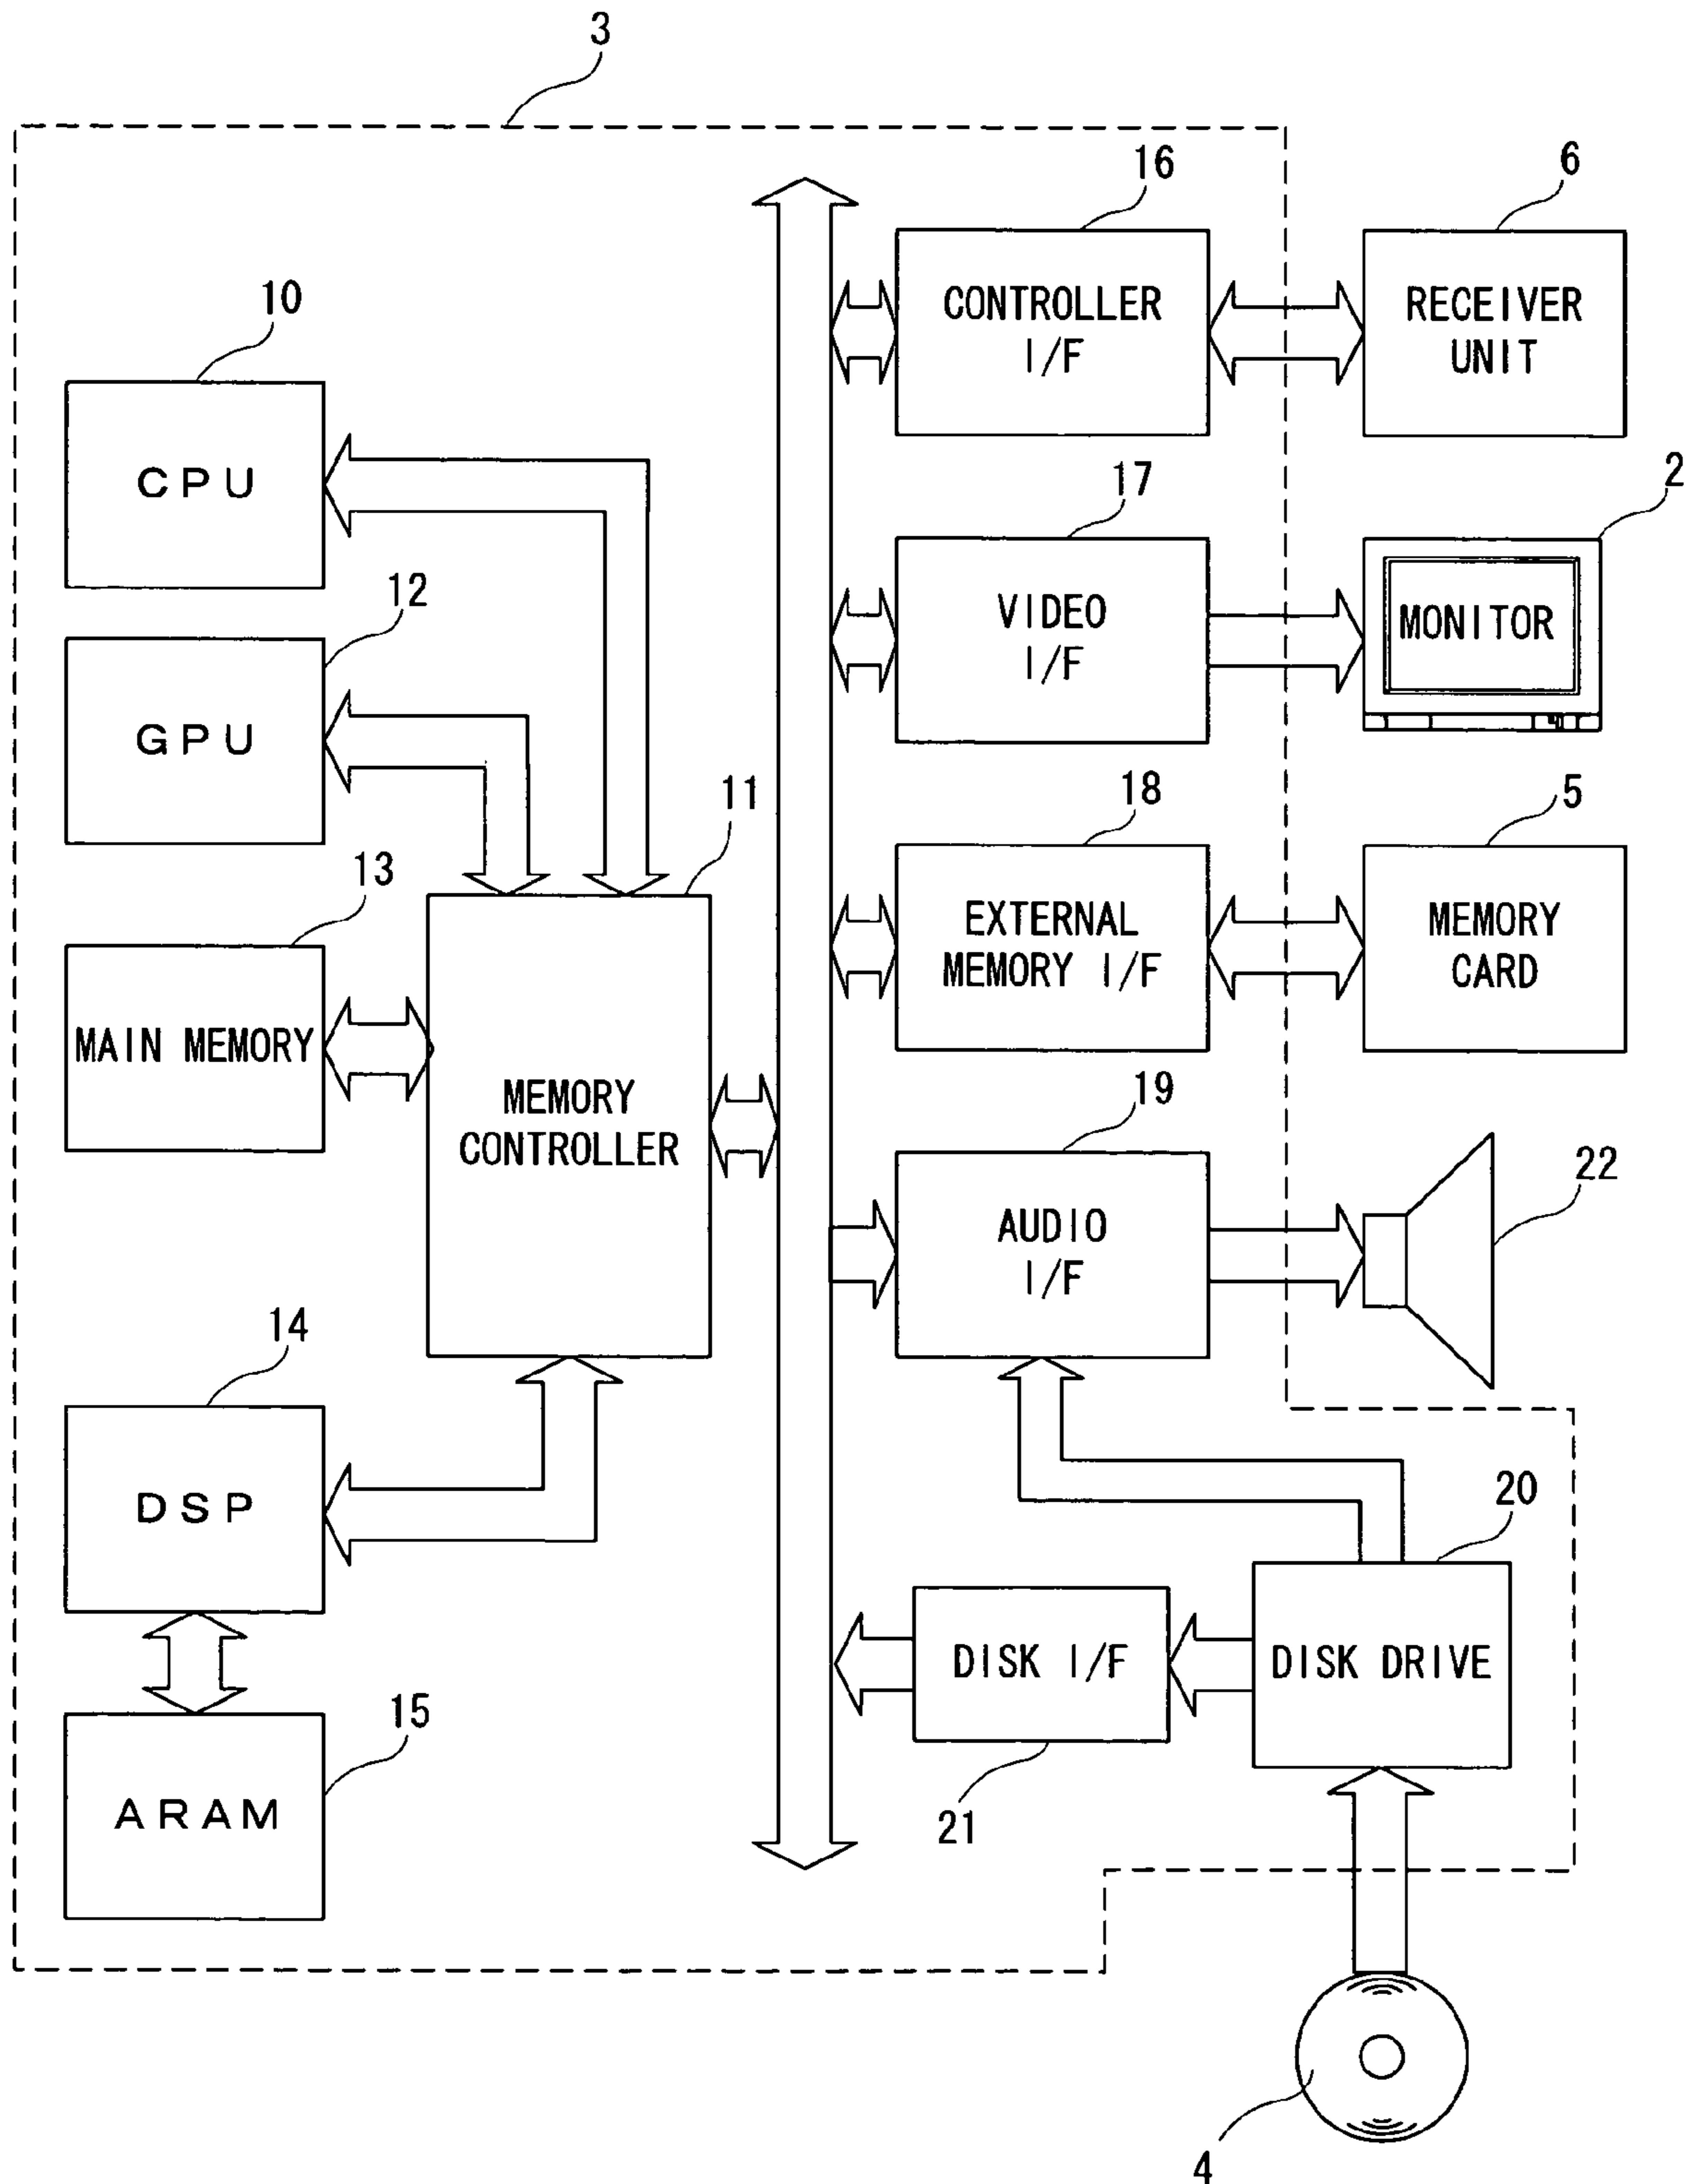 3
16
6
CONTROLLER
I/F
RECEIVER
UNIT
10
CPU
17
2
VIDEO
I/F
MONITOR
12
GPU
11
18
5
EXTERNAL
MEMORY I/F
MEMORY
CARD
13
MAIN MEMORY
MEMORY
CONTROLLER
19
22
AUDIO
I/F
14
DSP
20
DISK I/F
DISK DRIVE
21
15
ARAM
4